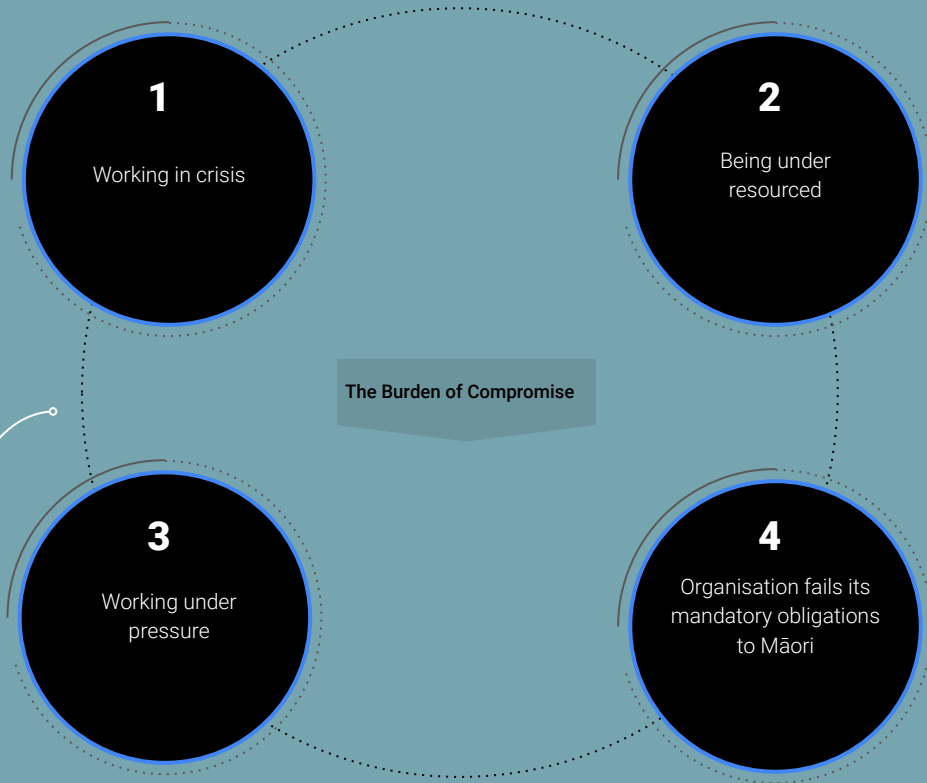 1
Working in crisis
2
Being under
resourced
The Burden of Compromise
3
Working under
pressure
4
Organisation fails its
mandatory obligations
to Māori